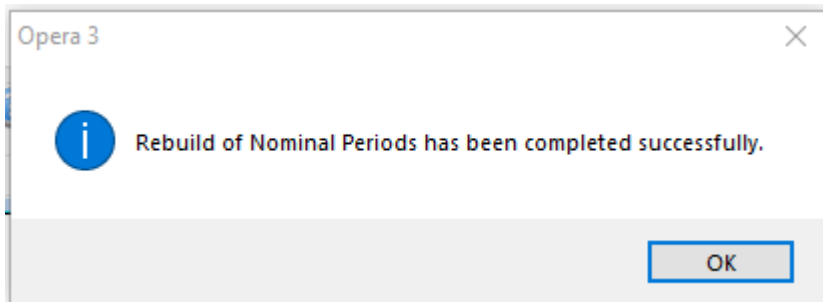 Opera 3
Rebuild of Nominal Periods has been completed successfully.
OK